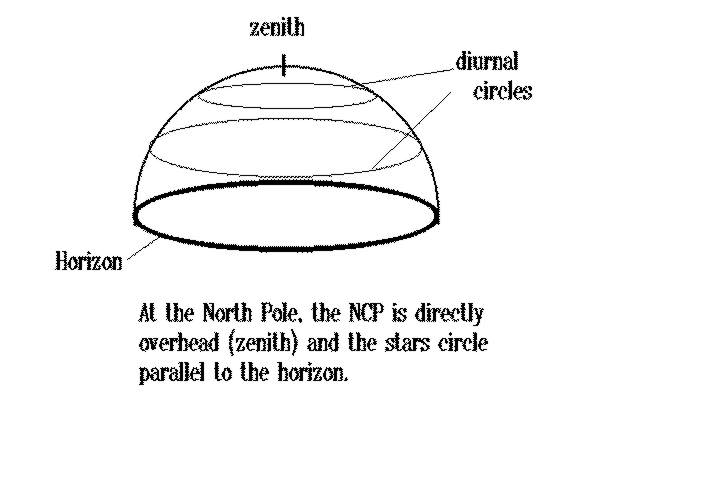 zenith
diurnal
circles
Horizon
At the North Pole, the NCP is directly
overhead (zenith) and the stars circle
parallel to the horizon.